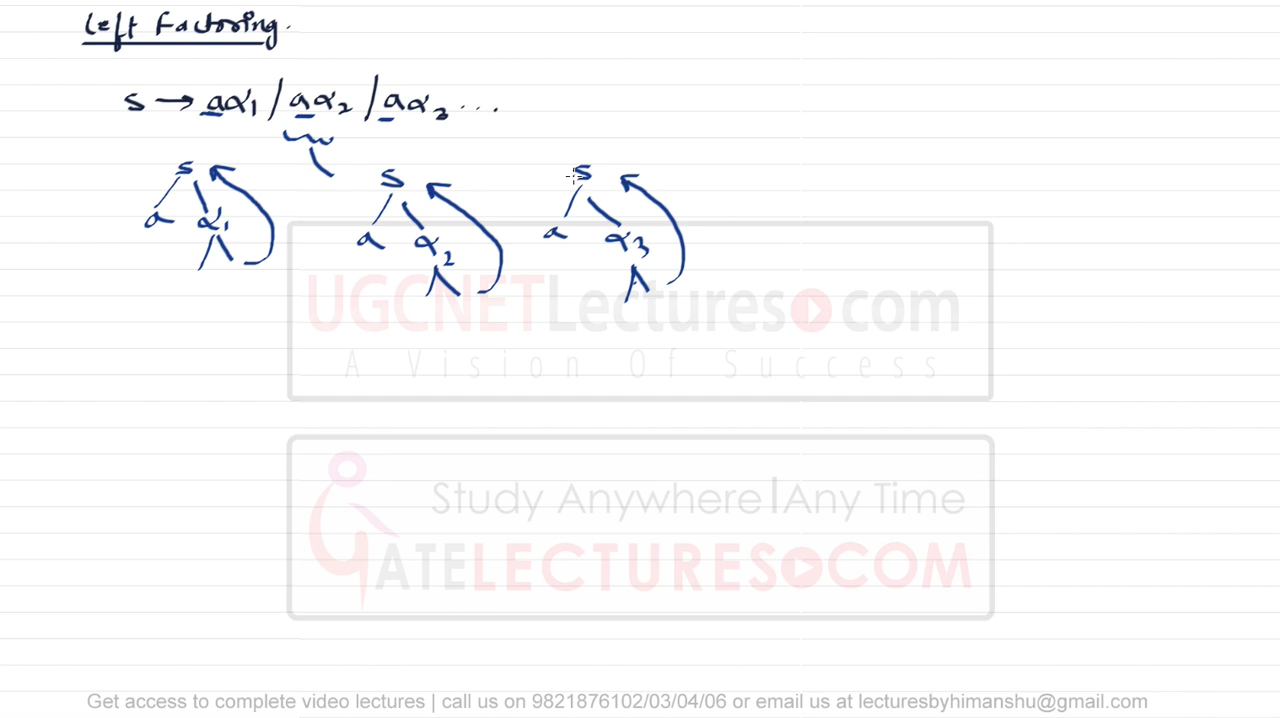 Left Factoring.
S → aα₁ / aα₂ / aα₃ ...
S S S
a α₁ a α₂ a α₃
UGCNETLectures.com
A Vision Of Success
Study Anywhere|Any Time
GATELECTURES.COM
Get access to complete video lectures | call us on 9821876102/03/04/06 or email us at lecturesbyhimanshu@gmail.com